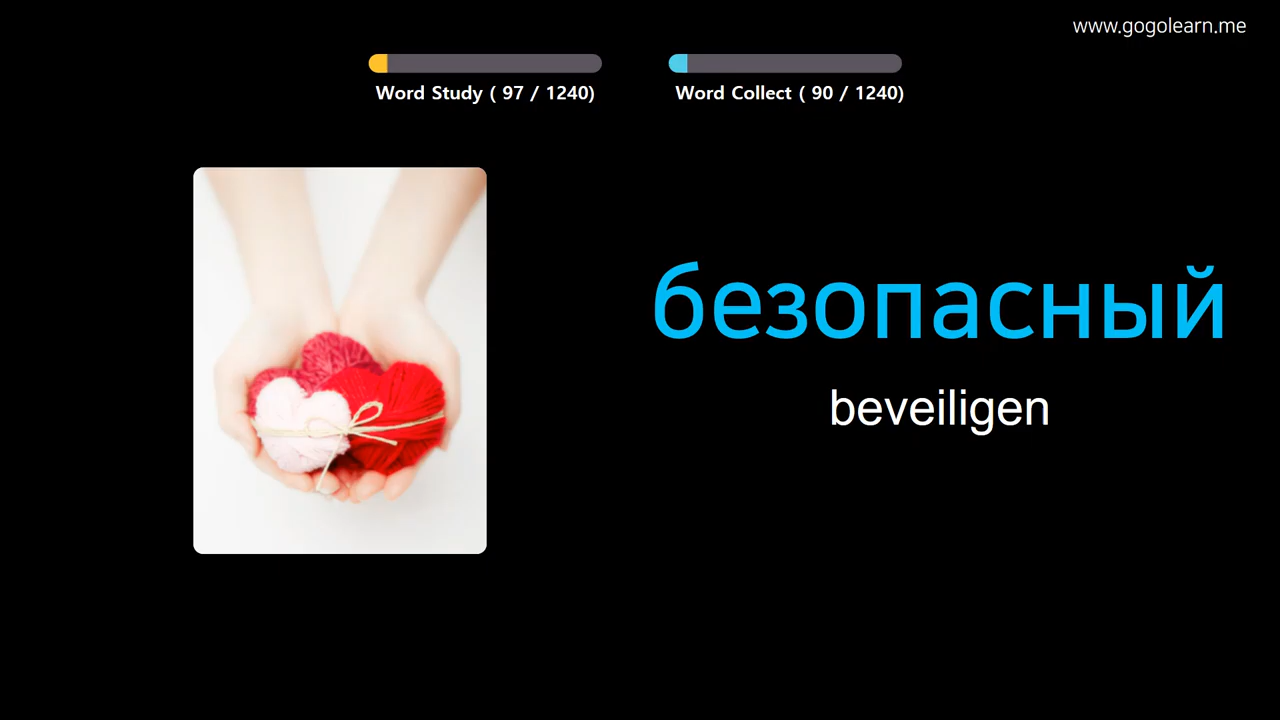 www.gogolearn.me
Word Study ( 97 / 1240)
Word Collect ( 90 / 1240)
безопасный
beveiligen